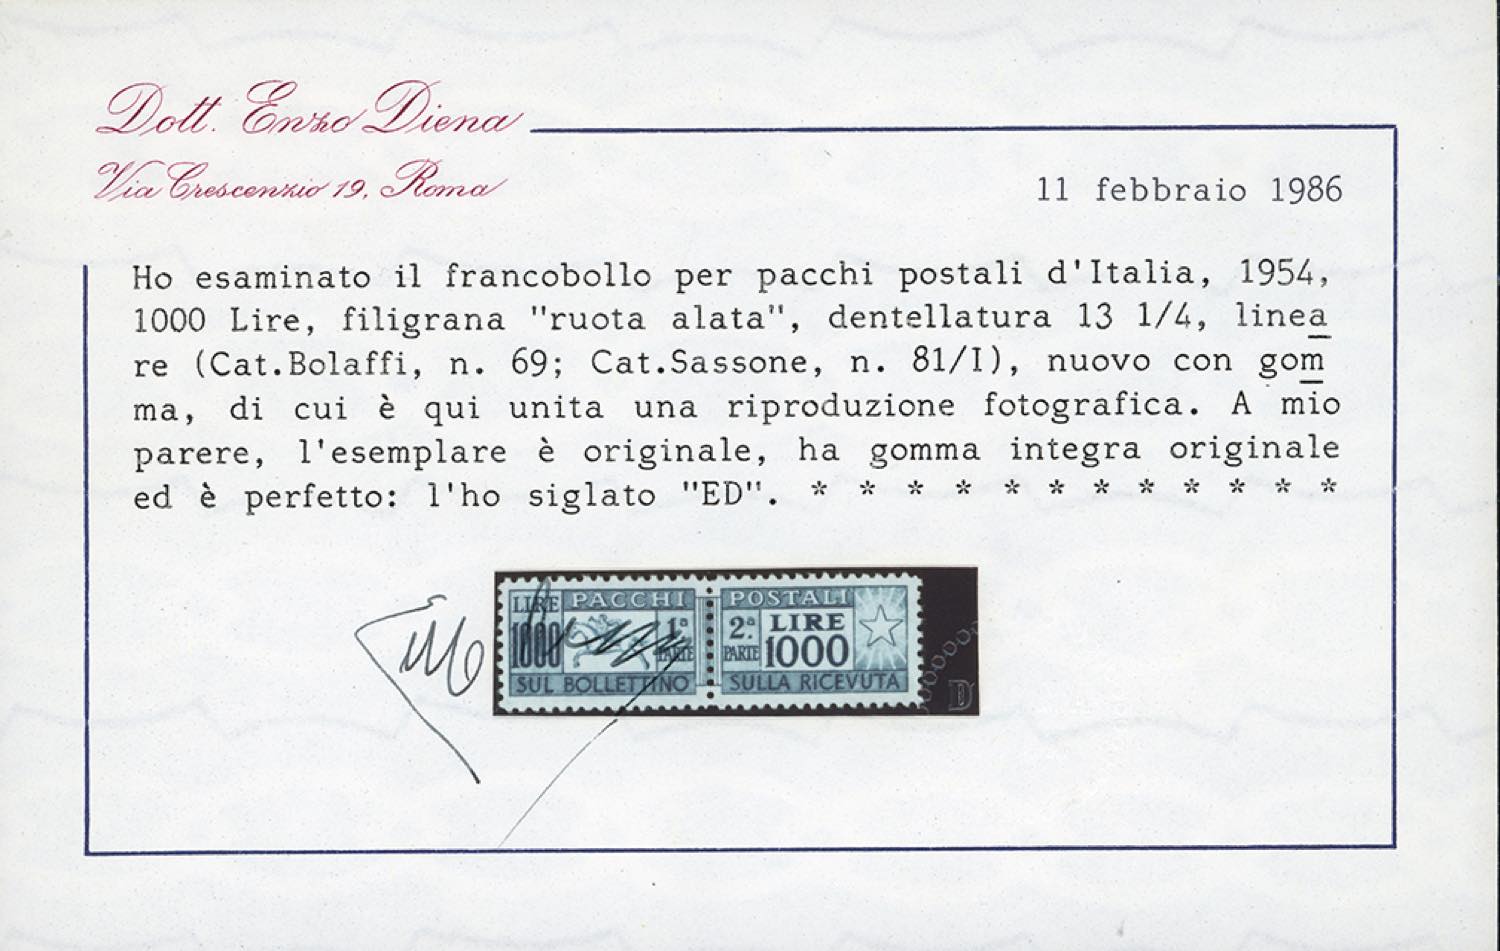 Dott. Enzo Diena
Via Crescenzio 19, Roma
11 febbraio 1986
Ho esaminato il francobollo per pacchi postali d'Italia, 1954,
1000 Lire, filigrana "ruota alata", dentellatura 13 1/4, linea
re (Cat.Bolaffi, n. 69; Cat.Sassone, n. 81/I), nuovo con gom
ma, di cui è qui unita una riproduzione fotografica. A mio
parere, l'esemplare è originale, ha gomma integra originale
ed è perfetto: l'ho siglato "ED". * * * * * * * * * * * *
LIRE PACCHI POSTALI
1000 1ª PARTE 2ª PARTE LIRE 1000
SUL BOLLETTINO SULLA RICEVUTA
D